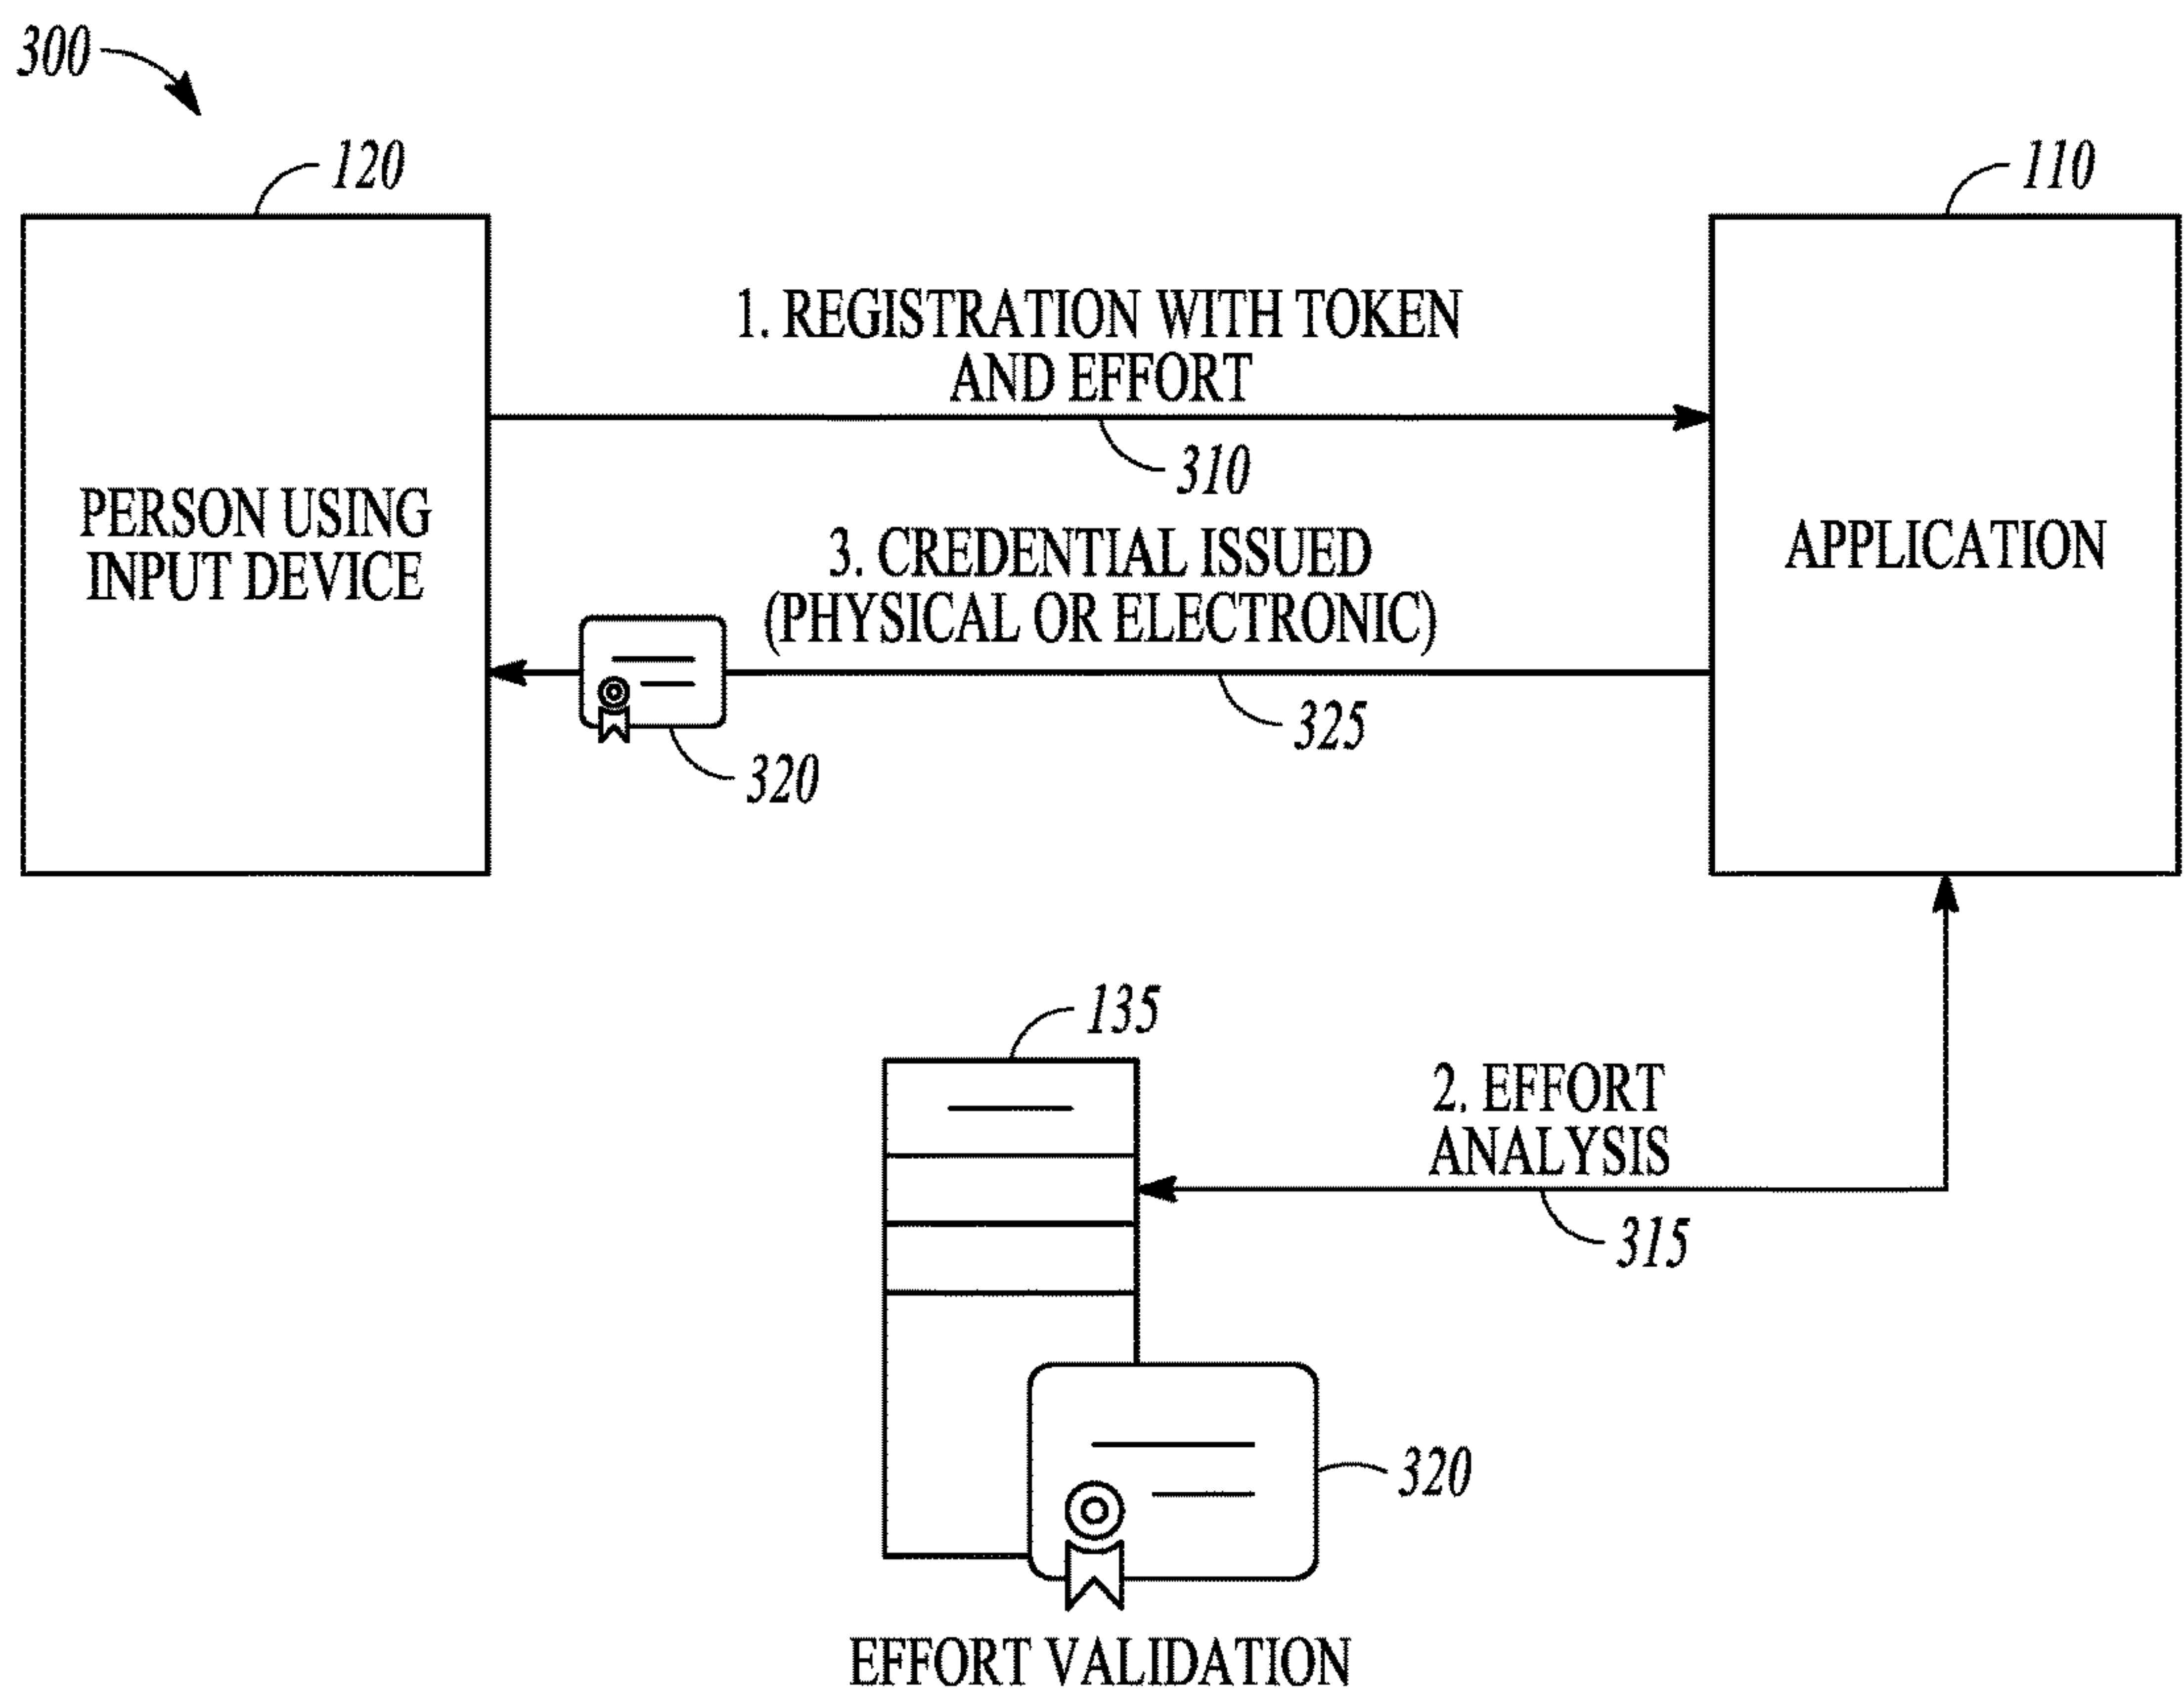 300
120
110
1. REGISTRATION WITH TOKEN
AND EFFORT
310
PERSON USING
INPUT DEVICE
3. CREDENTIAL ISSUED
(PHYSICAL OR ELECTRONIC)
APPLICATION
325
320
135
2. EFFORT
ANALYSIS
315
320
EFFORT VALIDATION